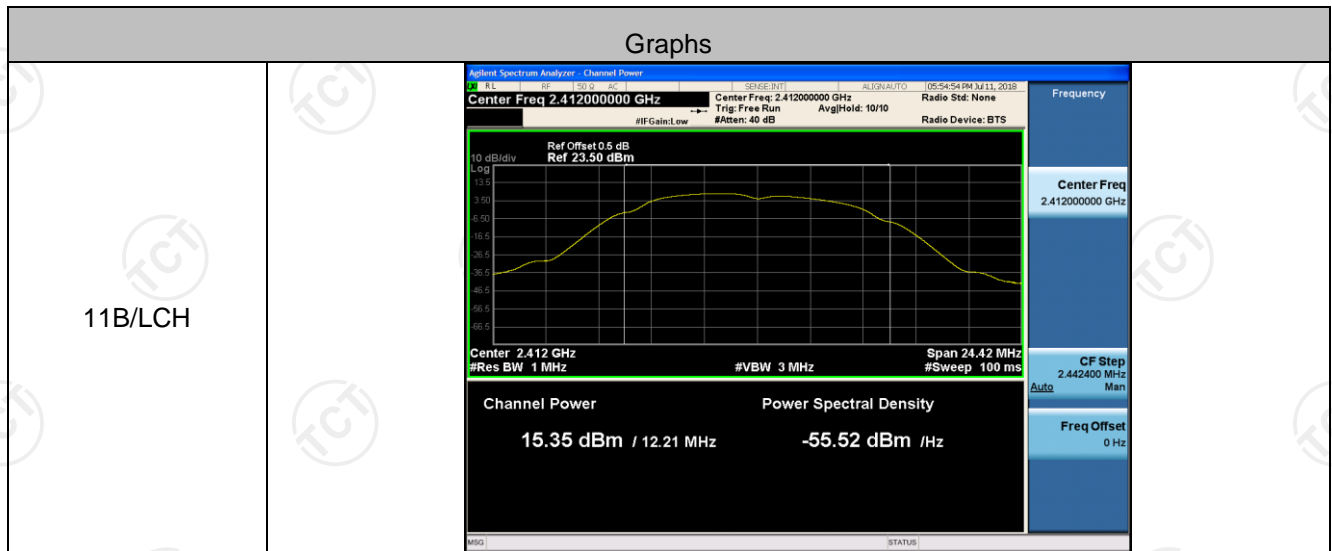 Graphs
11B/LCH
Agilent Spectrum Analyzer - Channel Power
RL RF 50 Ω AC SENSE:INT ALIGNAUTO 05:54:54 PM Jul 11, 2018
Center Freq 2.412000000 GHz
Center Freq: 2.412000000 GHz
Radio Std: None
Trig: Free Run Avg|Hold: 10/10
#IFGain:Low #Atten: 40 dB Radio Device: BTS
Ref Offset 0.5 dB
10 dB/div Ref 23.50 dBm
Log
13.5
3.50
-6.50
-16.5
-26.5
-36.5
-46.5
-56.5
-66.5
Center 2.412 GHz Span 24.42 MHz
#Res BW 1 MHz #VBW 3 MHz #Sweep 100 ms
Channel Power Power Spectral Density
15.35 dBm / 12.21 MHz -55.52 dBm /Hz
MSG STATUS
Frequency
Center Freq
2.412000000 GHz
CF Step
2.442400 MHz
Auto Man
Freq Offset
0 Hz
TCT
TCT
TCT
TCT
TCT